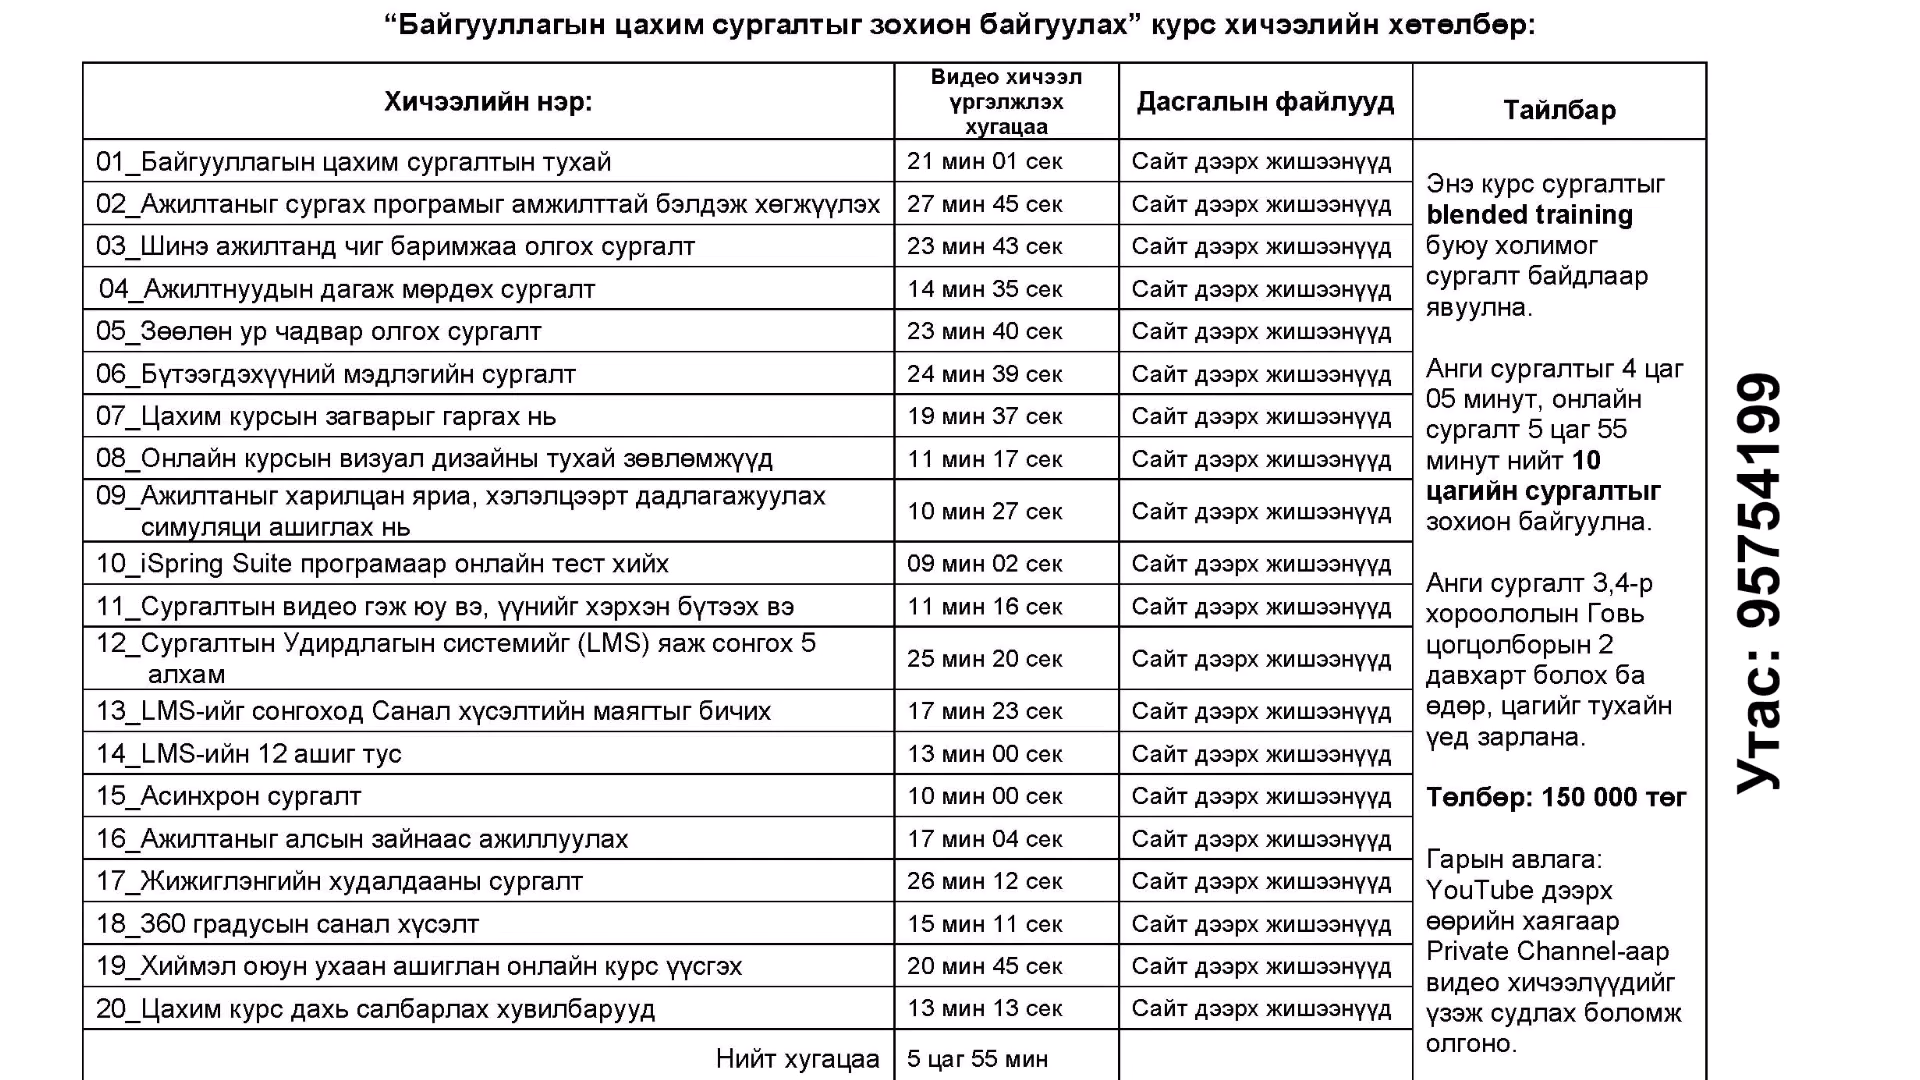 “Байгууллагын цахим сургалтыг зохион байгуулах” курс хичээлийн хөтөлбөр:
Хичээлийн нэр:
Видео хичээл
үргэлжлэх
хугацаа
Дасгалын файлууд
Тайлбар
01_Байгууллагын цахим сургалтын тухай
21 мин 01 сек
Сайт дээрх жишээнүүд
02_Ажилтаныг сургах програмыг амжилттай бэлдэж хөгжүүлэх
27 мин 45 сек
Сайт дээрх жишээнүүд
03_Шинэ ажилтанд чиг баримжаа олгох сургалт
23 мин 43 сек
Сайт дээрх жишээнүүд
04_Ажилтнуудын дагаж мөрдөх сургалт
14 мин 35 сек
Сайт дээрх жишээнүүд
05_Зөөлөн ур чадвар олгох сургалт
23 мин 40 сек
Сайт дээрх жишээнүүд
06_Бүтээгдэхүүний мэдлэгийн сургалт
24 мин 39 сек
Сайт дээрх жишээнүүд
07_Цахим курсын загварыг гаргах нь
19 мин 37 сек
Сайт дээрх жишээнүүд
08_Онлайн курсын визуал дизайны тухай зөвлөмжүүд
11 мин 17 сек
Сайт дээрх жишээнүүд
09_Ажилтаныг харилцан яриа, хэлэлцээрт дадлагажуулах
симуляци ашиглах нь
10 мин 27 сек
Сайт дээрх жишээнүүд
10_iSpring Suite програмаар онлайн тест хийх
09 мин 02 сек
Сайт дээрх жишээнүүд
11_Сургалтын видео гэж юу вэ, үүнийг хэрхэн бүтээх вэ
11 мин 16 сек
Сайт дээрх жишээнүүд
12_Сургалтын Удирдлагын системийг (LMS) яаж сонгох 5
алхам
25 мин 20 сек
Сайт дээрх жишээнүүд
13_LMS-ийг сонгоход Санал хүсэлтийн маягтыг бичих
17 мин 23 сек
Сайт дээрх жишээнүүд
14_LMS-ийн 12 ашиг тус
13 мин 00 сек
Сайт дээрх жишээнүүд
15_Асинхрон сургалт
10 мин 00 сек
Сайт дээрх жишээнүүд
16_Ажилтаныг алсын зайнаас ажиллуулах
17 мин 04 сек
Сайт дээрх жишээнүүд
17_Жижиглэнгийн худалдааны сургалт
26 мин 12 сек
Сайт дээрх жишээнүүд
18_360 градусын санал хүсэлт
15 мин 11 сек
Сайт дээрх жишээнүүд
19_Хиймэл оюун ухаан ашиглан онлайн курс үүсгэх
20 мин 45 сек
Сайт дээрх жишээнүүд
20_Цахим курс дахь салбарлах хувилбарууд
13 мин 13 сек
Сайт дээрх жишээнүүд
Нийт хугацаа
5 цаг 55 мин
Энэ курс сургалтыг
blended training
буюу холимог
сургалт байдлаар
явуулна.
Анги сургалтыг 4 цаг
05 минут, онлайн
сургалт 5 цаг 55
минут нийт 10
цагийн сургалтыг
зохион байгуулна.
Анги сургалт 3,4-р
хороололын Говь
цогцолборын 2
давхарт болох ба
өдөр, цагийг тухайн
үед зарлана.
Төлбөр: 150 000 төг
Гарын авлага:
YouTube дээрх
өөрийн хаягаар
Private Channel-аар
видео хичээлүүдийг
үзэж судлах боломж
олгоно.
Утас: 95754199